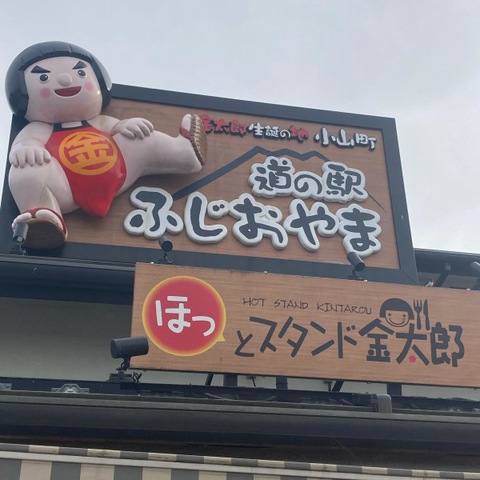 金太郎生誕の地 小山町
道の駅
ふじおやま
金
HOT STAND KINTAROU
ほっとスタンド金太郎